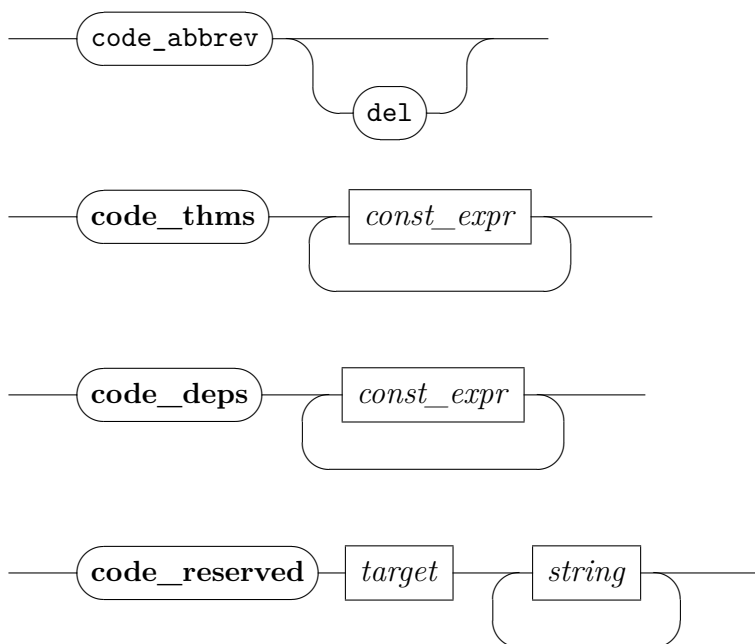 code_abbrev
del
code_thms const_expr
code_deps const_expr
code_reserved target string